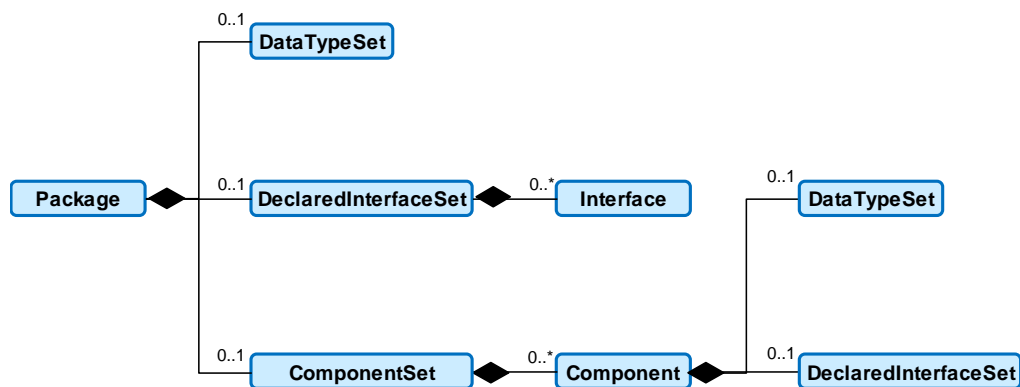 0..1
DataTypeSet
0..1
0..*
0..1
Package
DeclaredInterfaceSet
Interface
DataTypeSet
0..1
0..*
0..1
ComponentSet
Component
DeclaredInterfaceSet